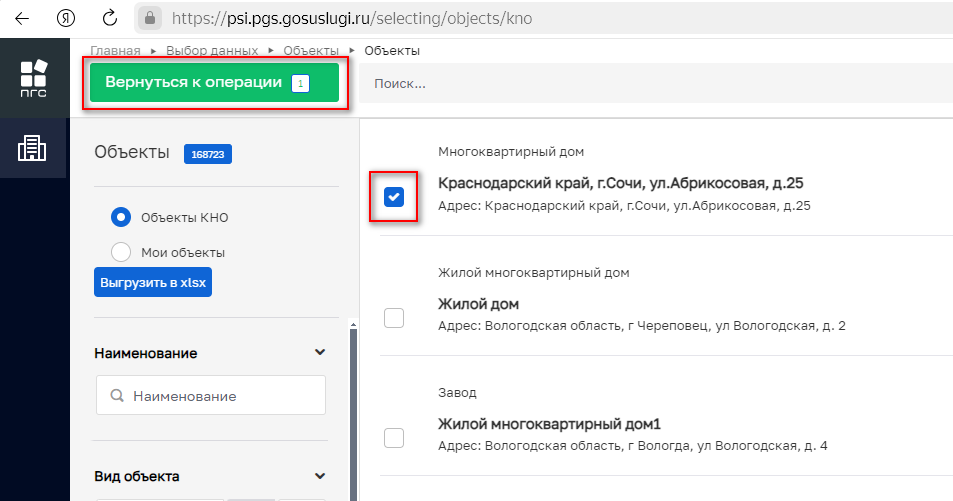 https://psi.pgs.gosuslugi.ru/selecting/objects/kno
Главная ▸ Выбор данных ▸ Объекты ▸ Объекты
ПГС
Вернуться к операции 1
Поиск...
Объекты 168723
Объекты КНО
Мои объекты
Выгрузить в xlsx
Наименование
Наименование
Вид объекта
Многоквартирный дом
Краснодарский край, г.Сочи, ул.Абрикосовая, д.25
Адрес: Краснодарский край, г.Сочи, ул.Абрикосовая, д.25
Жилой многоквартирный дом
Жилой дом
Адрес: Вологодская область, г Череповец, ул Вологодская, д. 2
Завод
Жилой многоквартирный дом1
Адрес: Вологодская область, г Вологда, ул Вологодская, д. 4